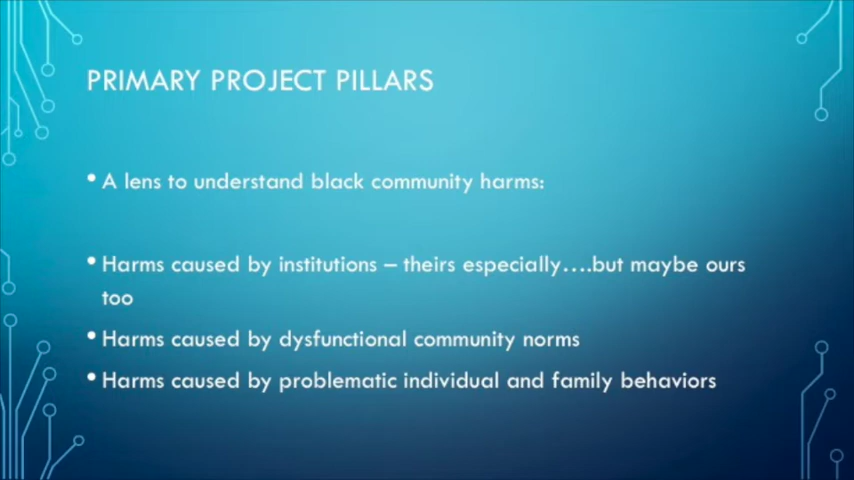 PRIMARY PROJECT PILLARS
• A lens to understand black community harms:
• Harms caused by institutions – theirs especially….but maybe ours
too
• Harms caused by dysfunctional community norms
• Harms caused by problematic individual and family behaviors